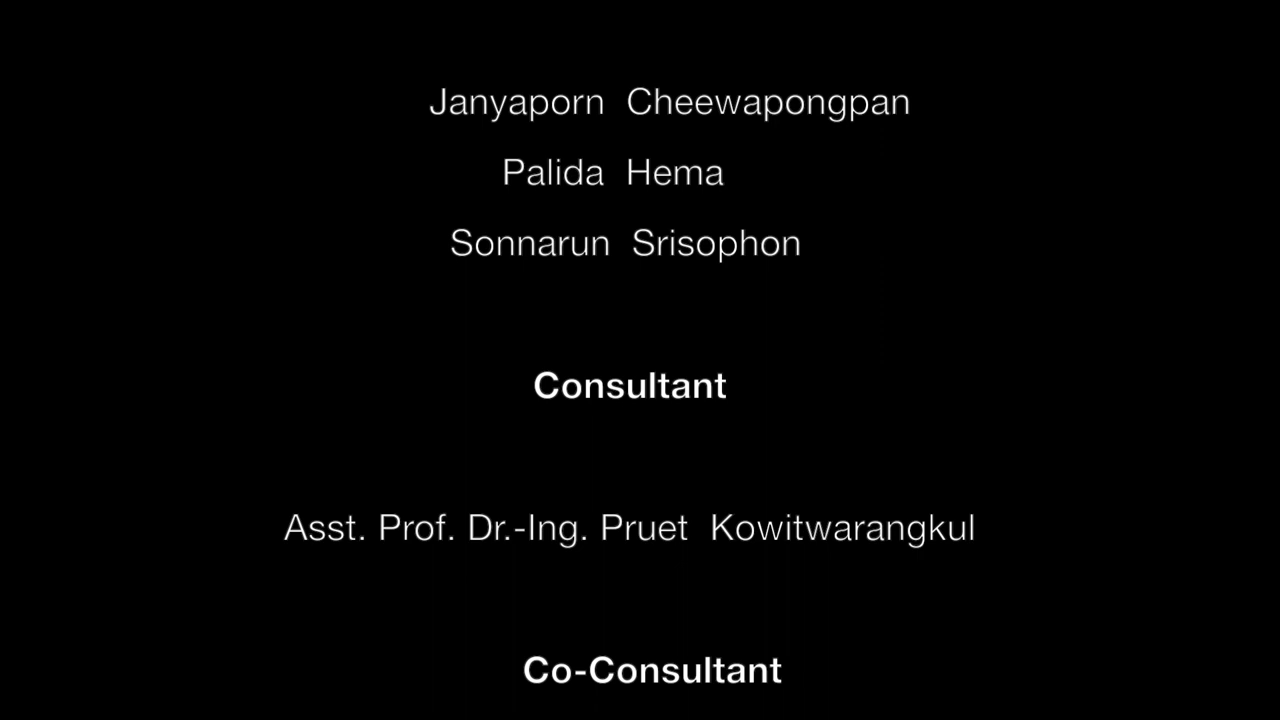 Janyaporn Cheewapongpan
Palida Hema
Sonnarun Srisophon
Consultant
Asst. Prof. Dr.-Ing. Pruet Kowitwarangkul
Co-Consultant